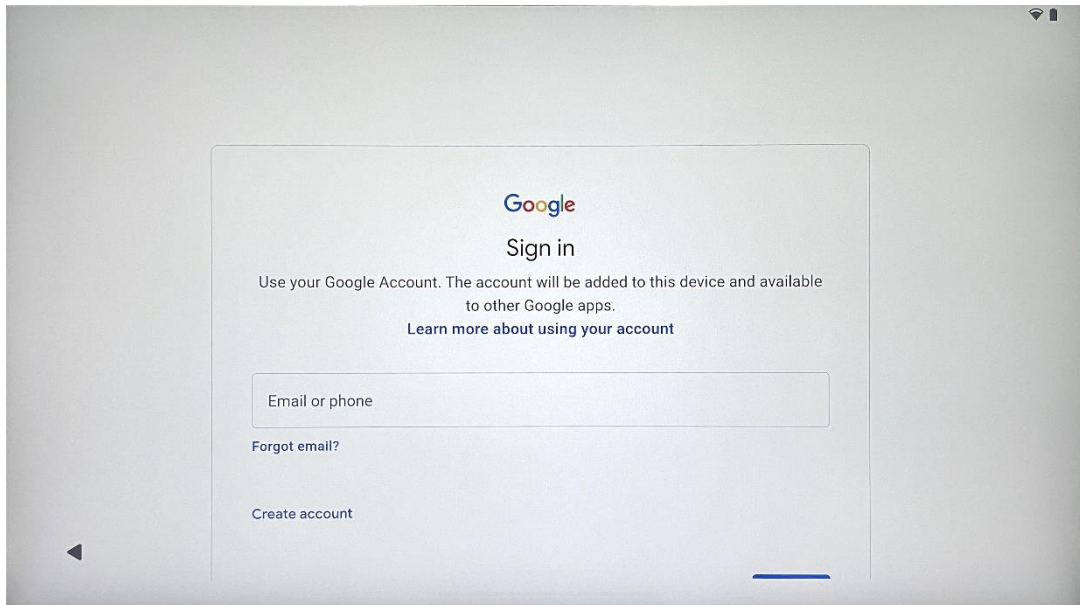 Google
Sign in
Use your Google Account. The account will be added to this device and available
to other Google apps.
Learn more about using your account
Email or phone
Forgot email?
Create account